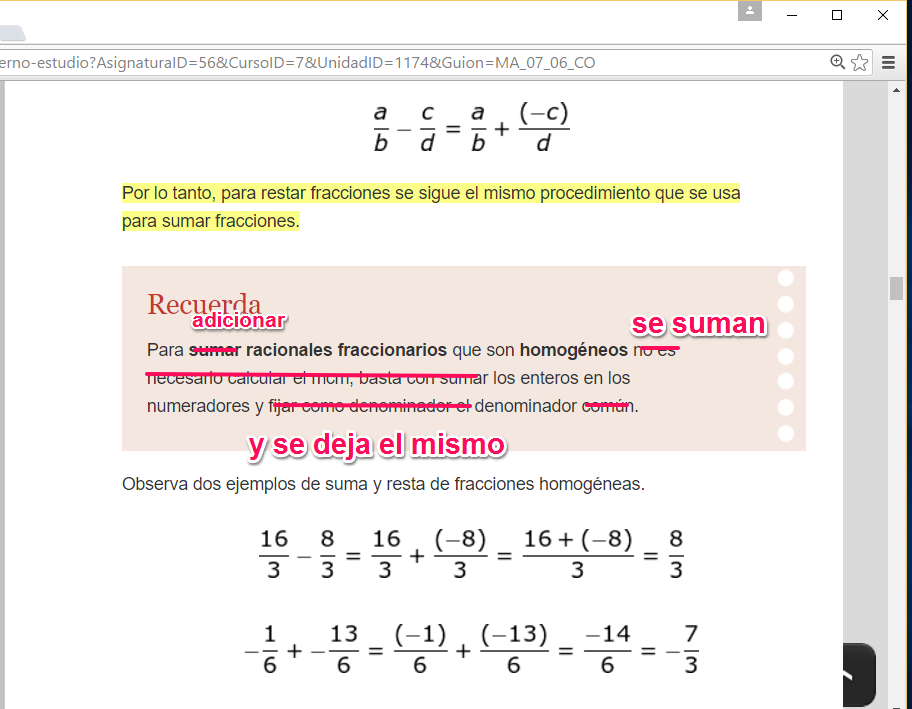 erno-estudio?AsignaturaID=56&CursoID=7&UnidadID=1174&Guion=MA_07_06_CO
a/b − c/d = a/b + (−c)/d
Por lo tanto, para restar fracciones se sigue el mismo procedimiento que se usa
para sumar fracciones.
Recuerda
adicionar
se suman
Para sumar racionales fraccionarios que son homogéneos no es
necesario calcular el mcm, basta con sumar los enteros en los
numeradores y fijar como denominador el denominador común.
y se deja el mismo
Observa dos ejemplos de suma y resta de fracciones homogéneas.
16/3 − 8/3 = 16/3 + (−8)/3 = 16 + (−8)/3 = 8/3
−1/6 + −13/6 = (−1)/6 + (−13)/6 = −14/6 = −7/3